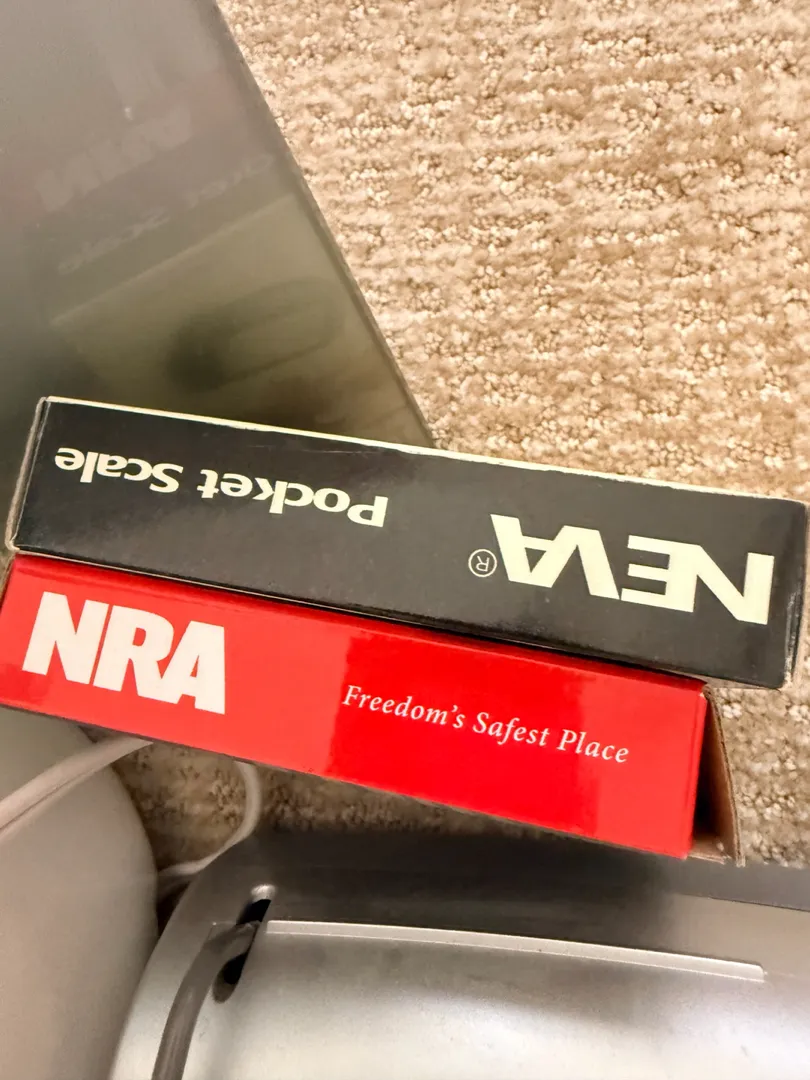 NEVA® Pocket Scale
NRA Freedom's Safest Place